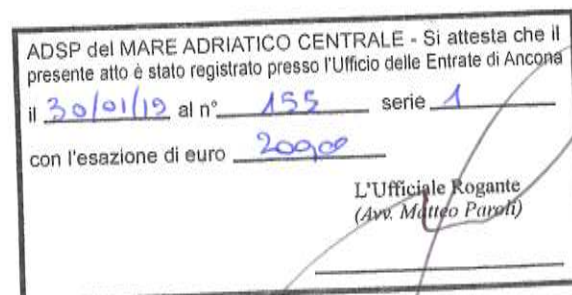 ADSP del MARE ADRIATICO CENTRALE - Si attesta che il
presente atto è stato registrato presso l'Ufficio delle Entrate di Ancona
il 30/01/19 al n° 155 serie 1
con l'esazione di euro 200,00
L'Ufficiale Rogante
(Avv. Matteo Paroli)